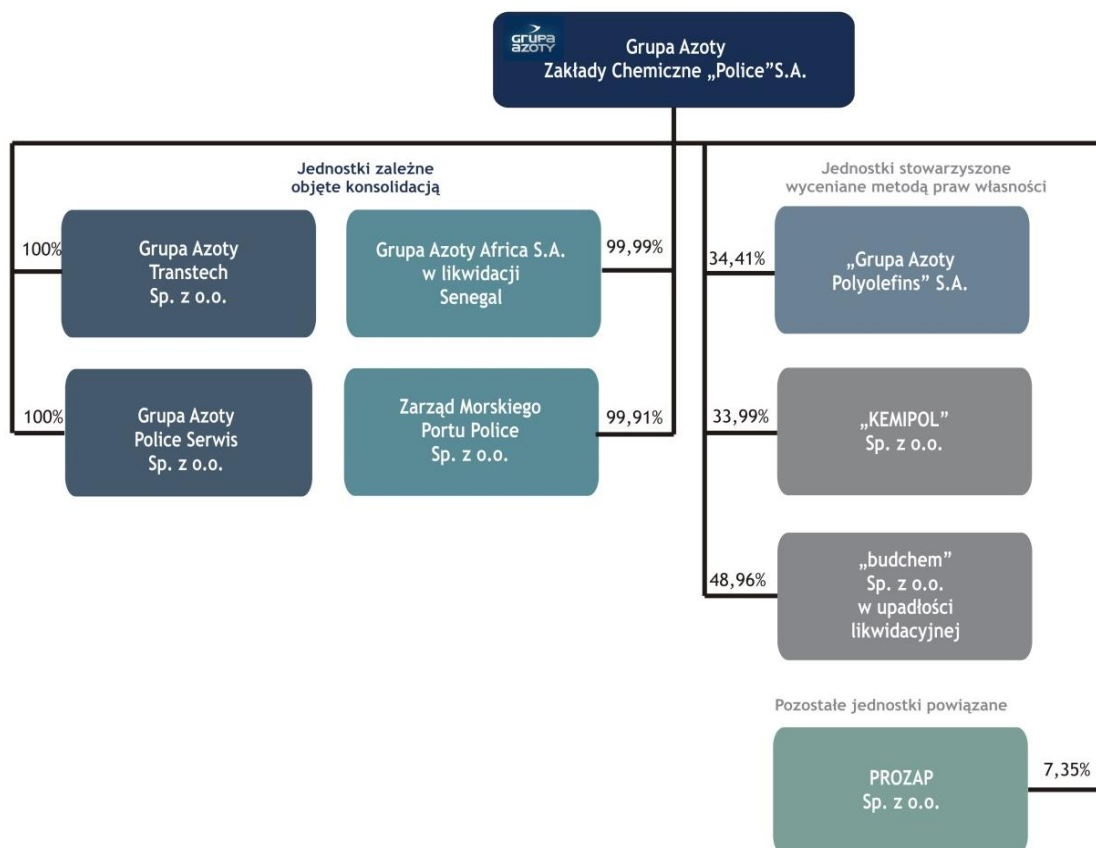 GRUPA
AZOTY
Grupa Azoty
Zakłady Chemiczne „Police”S.A.
Jednostki zależne
objęte konsolidacją
Jednostki stowarzyszone
wyceniane metodą praw własności
100%
Grupa Azoty
Transtech
Sp. z o.o.
Grupa Azoty Africa S.A.
w likwidacji
Senegal
99,99%
34,41%
„Grupa Azoty
Polyolefins” S.A.
100%
Grupa Azoty
Police Serwis
Sp. z o.o.
Zarząd Morskiego
Portu Police
Sp. z o.o.
99,91%
33,99%
„KEMIPOL”
Sp. z o.o.
48,96%
„budchem”
Sp. z o.o.
w upadłości
likwidacyjnej
Pozostałe jednostki powiązane
PROZAP
Sp. z o.o.
7,35%